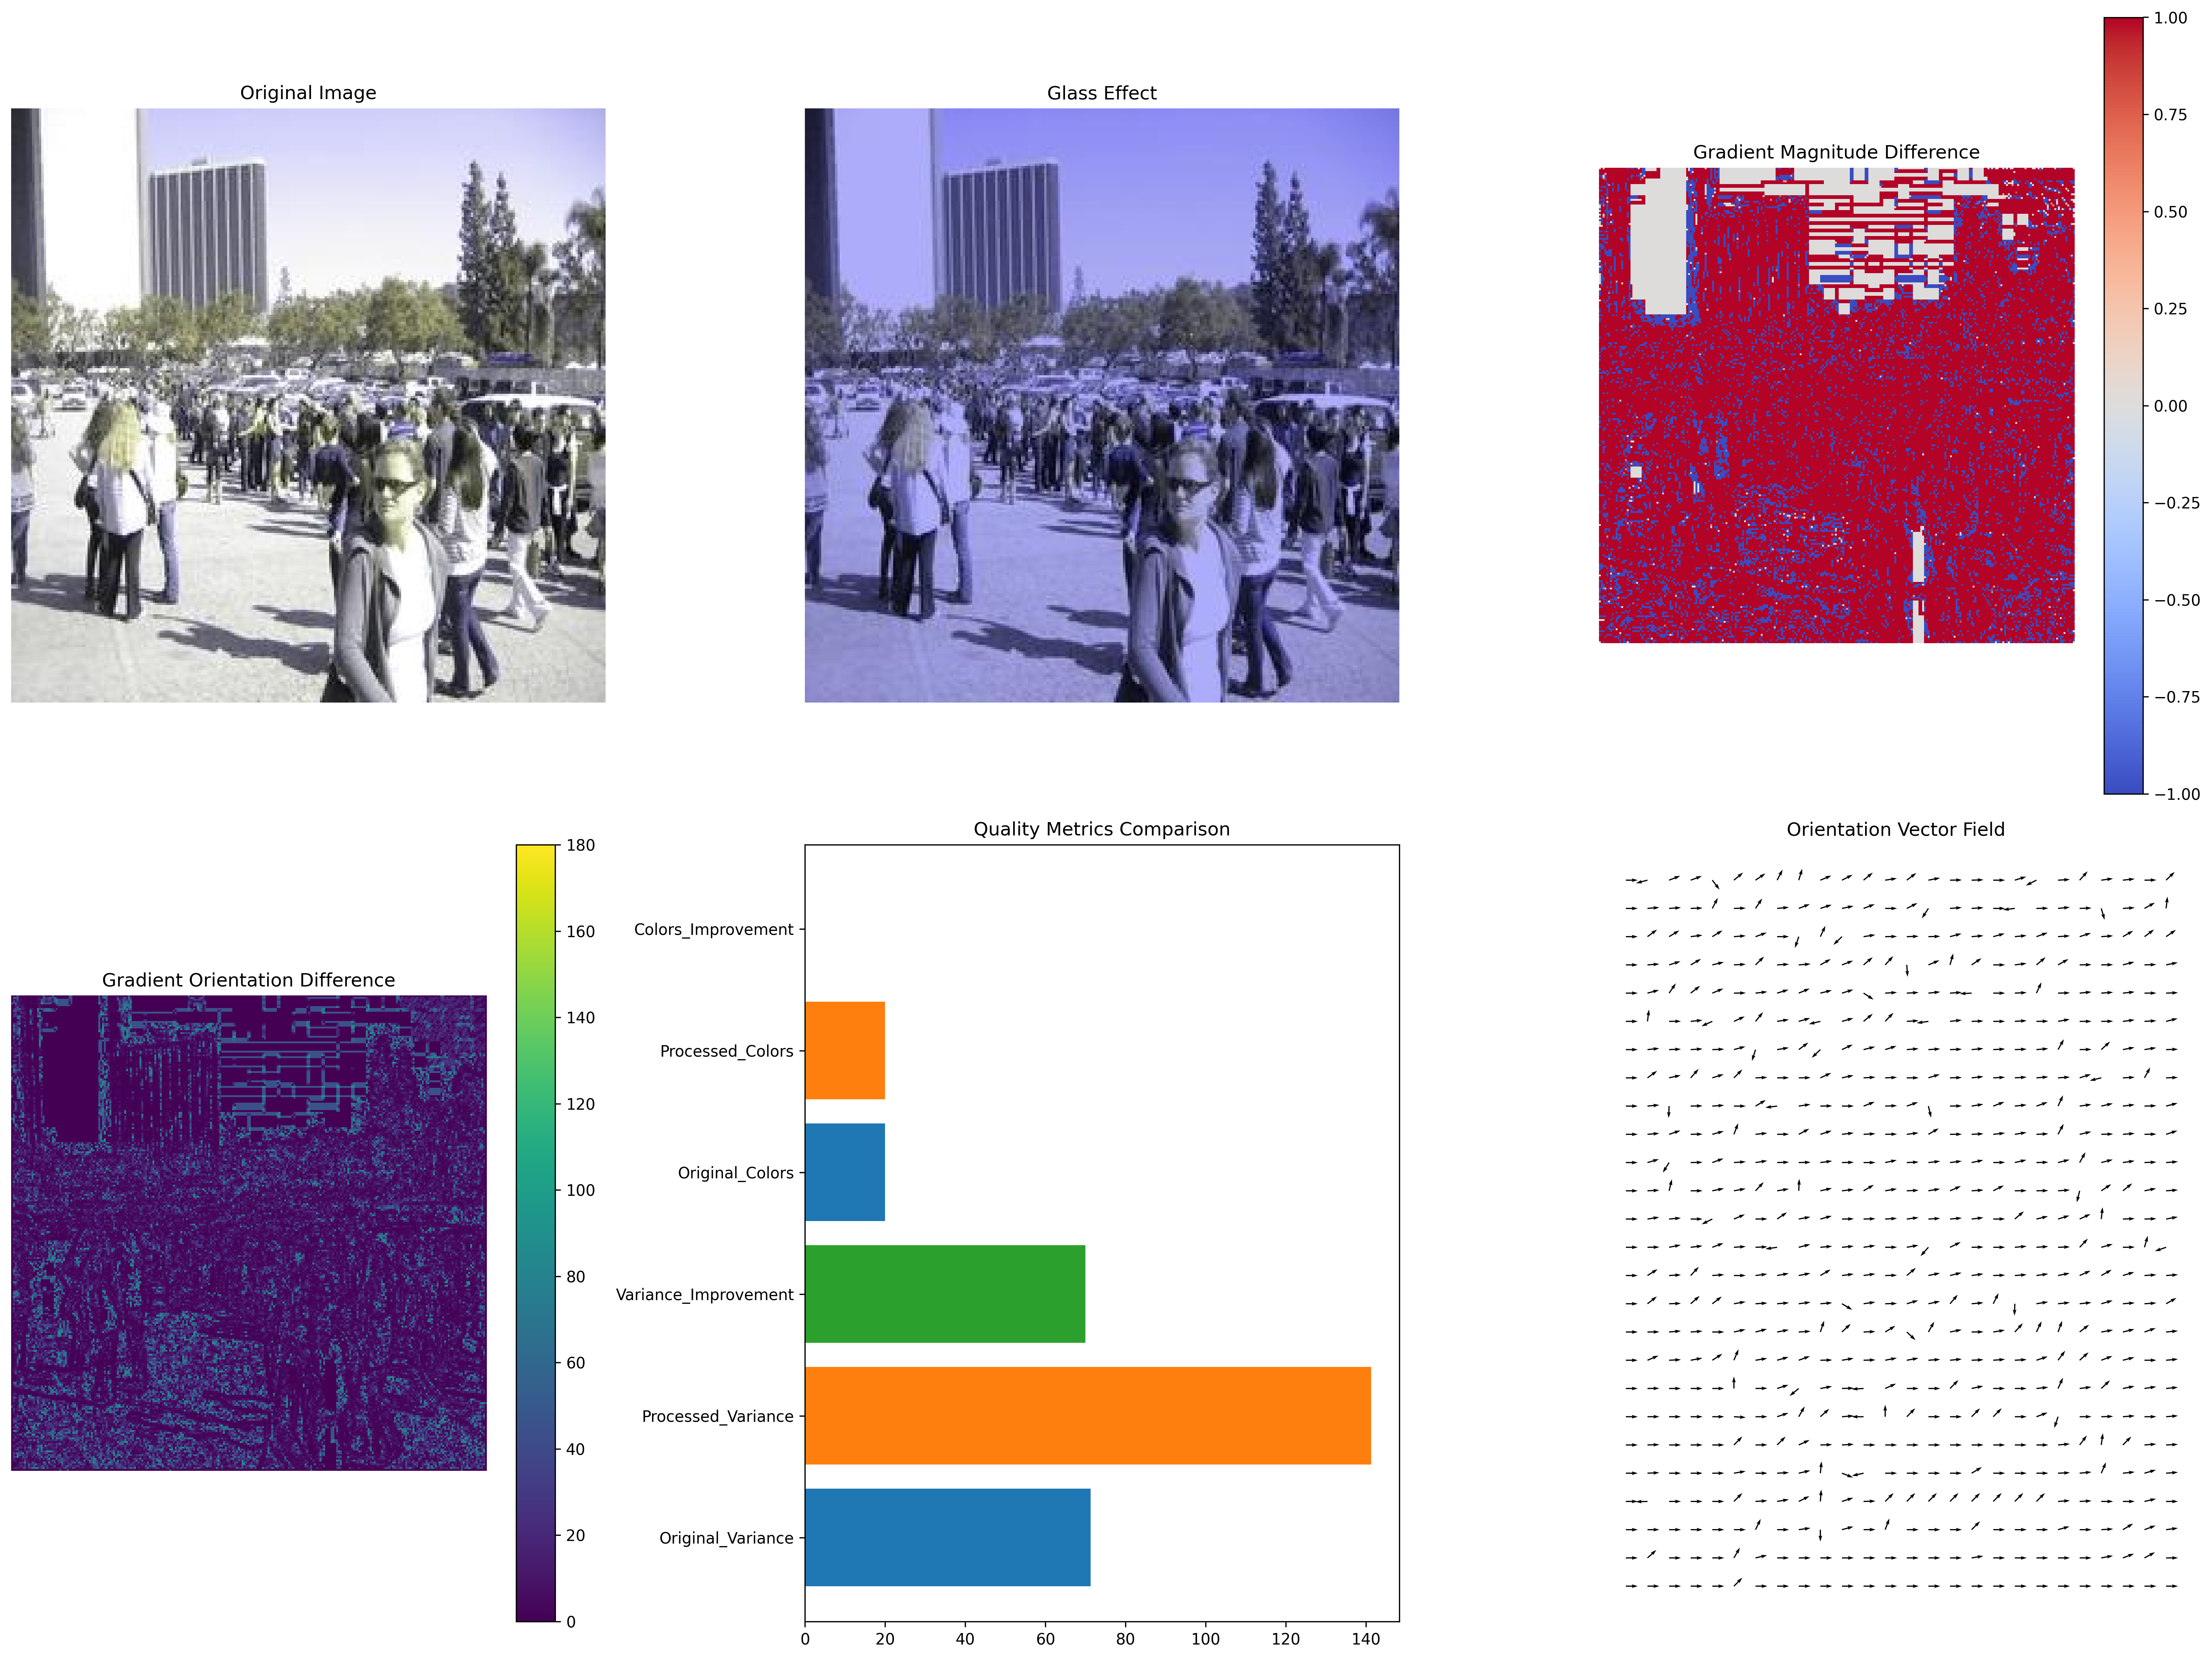 Original Image
Glass Effect
Gradient Magnitude Difference
1.00
0.75
0.50
0.25
0.00
−0.25
−0.50
−0.75
−1.00
Gradient Orientation Difference
180
160
140
120
100
80
60
40
20
0
Quality Metrics Comparison
Colors_Improvement
Processed_Colors
Original_Colors
Variance_Improvement
Processed_Variance
Original_Variance
0 20 40 60 80 100 120 140
Orientation Vector Field